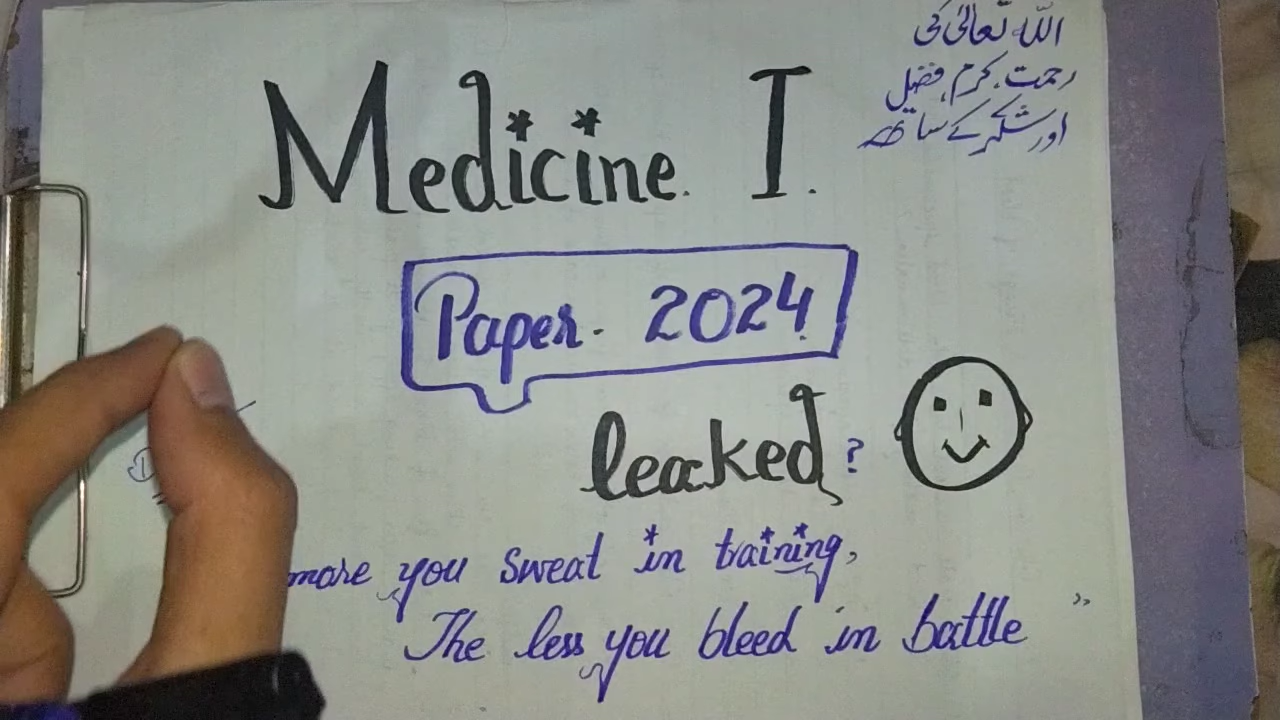 اللہ تعالیٰ کی
رحمت، کرم، فضل
اور شکر کے ساتھ
Medicine. I.
Paper. 2024
leaked?
more you sweat in training,
The less you bleed in battle "